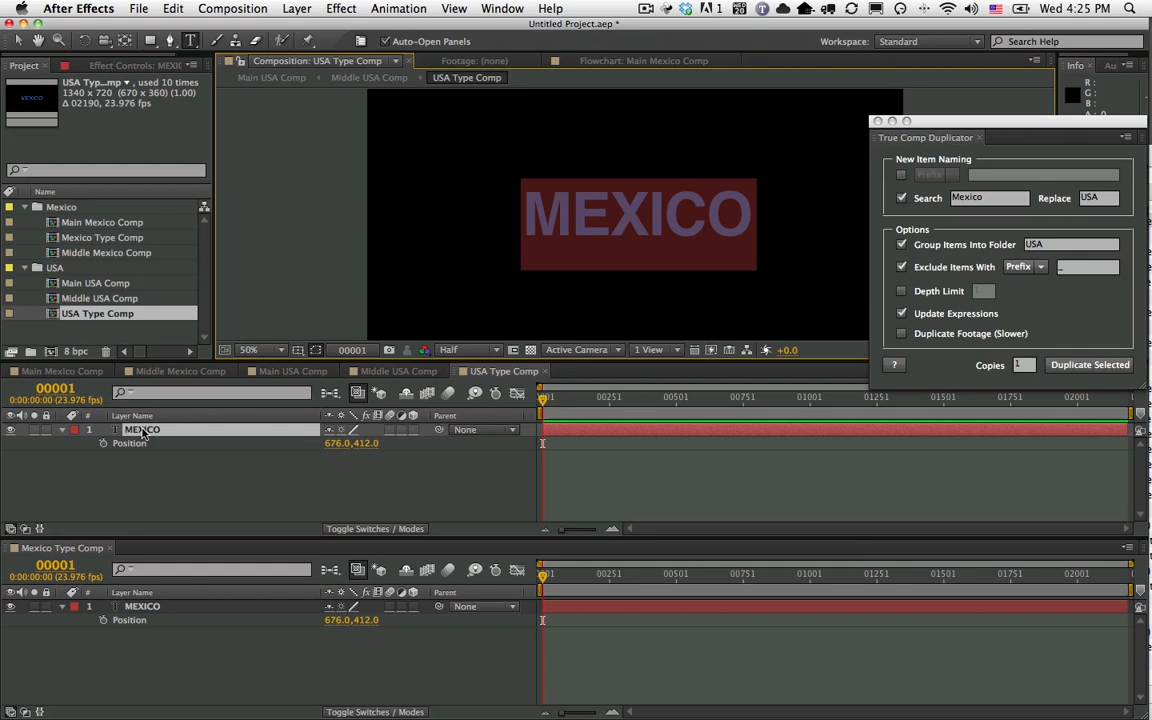 After Effects File Edit Composition Layer Effect Animation View Window Help Wed 4:25 PM
Untitled Project.aep *
Auto-Open Panels Workspace: Standard Search Help
Project Effect Controls: MEXI Composition: USA Type Comp Footage: (none) Flowchart: Main Mexico Comp Info Au
Main USA Comp Middle USA Comp USA Type Comp
USA Typ...mp , used 10 times
1340 x 720 (670 x 360) (1.00)
Δ 02190, 23.976 fps
R :
G :
B :
MEXICO
True Comp Duplicator
New Item Naming
Prefix
Search Mexico Replace USA
Options
Group Items Into Folder USA
Exclude Items With Prefix _
Depth Limit
Update Expressions
Duplicate Footage (Slower)
? Copies 1 Duplicate Selected
Name
Mexico
Main Mexico Comp
Mexico Type Comp
Middle Mexico Comp
USA
Main USA Comp
Middle USA Comp
USA Type Comp
8 bpc 50% 00001 Half Active Camera 1 View +0.0
Main Mexico Comp Middle Mexico Comp Main USA Comp Middle USA Comp USA Type Comp
00001
0:00:00:00 (23.976 fps)
00251 00501 00751 01001 01251 01501 01751 02001
# Layer Name Parent
1 T MEXICO None
Position 676.0,412.0
Toggle Switches / Modes
Mexico Type Comp
00001
0:00:00:00 (23.976 fps)
00251 00501 00751 01001 01251 01501 01751 02001
# Layer Name Parent
1 T MEXICO None
Position 676.0,412.0
Toggle Switches / Modes